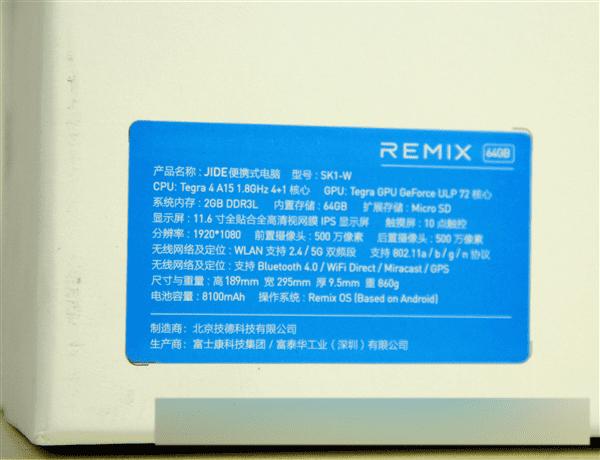 REMIX 64GB
产品名称: JIDE便携式电脑 型号: SK1-W
CPU: Tegra 4 A15 1.8GHz 4+1 核心 GPU: Tegra GPU GeForce ULP 72 核心
系统内存: 2GB DDR3L 内置存储: 64GB 扩展存储: Micro SD
显示屏: 11.6 寸全贴合全高清视网膜 IPS 显示屏 触摸屏: 10 点触控
分辨率: 1920*1080 前置摄像头: 500 万像素 后置摄像头: 500 万像素
无线网络及定位: WLAN 支持 2.4 / 5G 双频段 支持 802.11a / b / g / n 协议
无线网络及定位: 支持 Bluetooth 4.0 / WiFi Direct / Miracast / GPS
尺寸与重量: 高 189mm 宽 295mm 厚 9.5mm 重 860g
电池容量: 8100mAh 操作系统: Remix OS (Based on Android)
制造商: 北京技德科技有限公司
生产商: 富士康科技集团 / 富泰华工业（深圳）有限公司